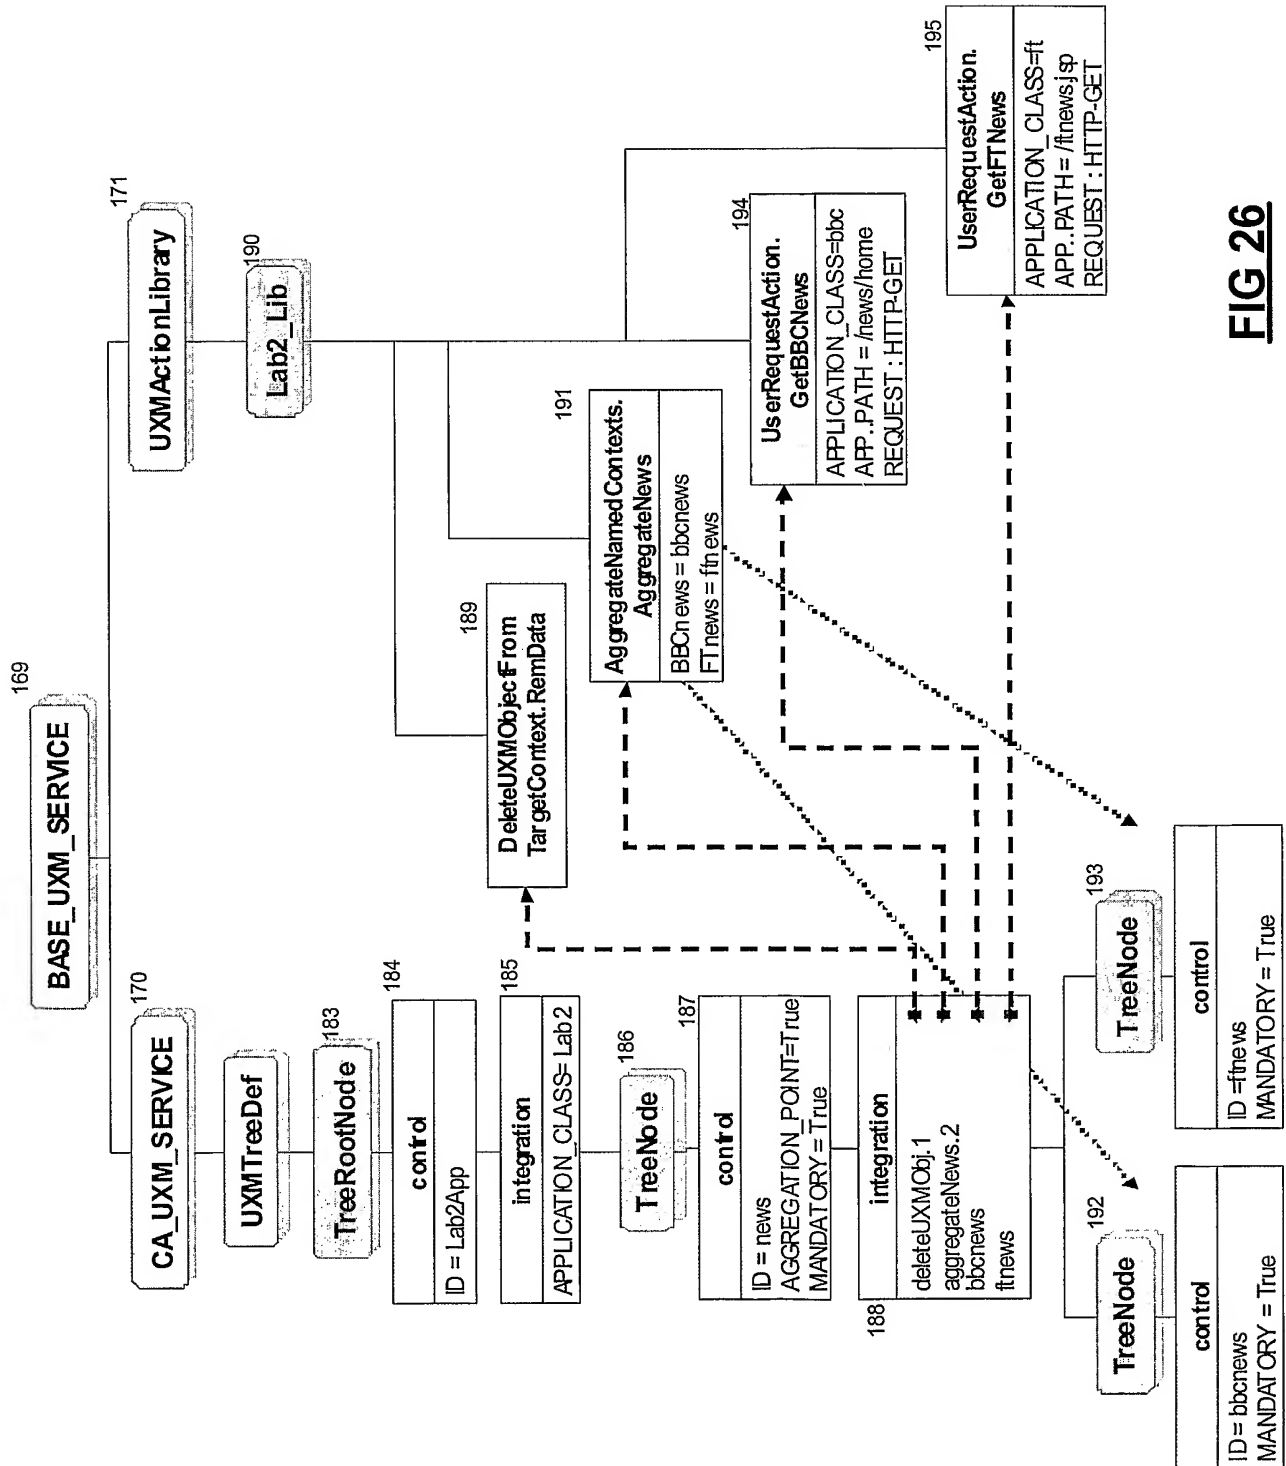 169
BASE_UXM_SERVICE
170
CA_UXM_SERVICE
UXMTreeDef
183
TreeRootNode
184
control
ID = Lab2App
185
integration
APPLICATION_CLASS= Lab2
186
TreeNode
187
control
ID = news
AGGREGATION_POINT=True
MANDATORY = True
188
integration
deleteUXMObj.1
aggregateNews.2
bbcnews
ftnews
192
TreeNode
control
ID = bbcnews
MANDATORY = True
193
TreeNode
control
ID =ftnews
MANDATORY = True
171
UXMActionLibrary
190
Lab2_Lib
189
DeleteUXMObjectFrom
TargetContext.RemData
191
AggregateNamedContexts.
AggregateNews
BBCnews = bbcnews
FTnews = ftnews
194
UserRequestAction.
GetBBCNews
APPLICATION_CLASS=bbc
APP..PATH = /news/home
REQUEST : HTTP-GET
195
UserRequestAction.
GetFTNews
APPLICATION_CLASS=ft
APP..PATH = /ftnews.jsp
REQUEST : HTTP-GET
FIG 26